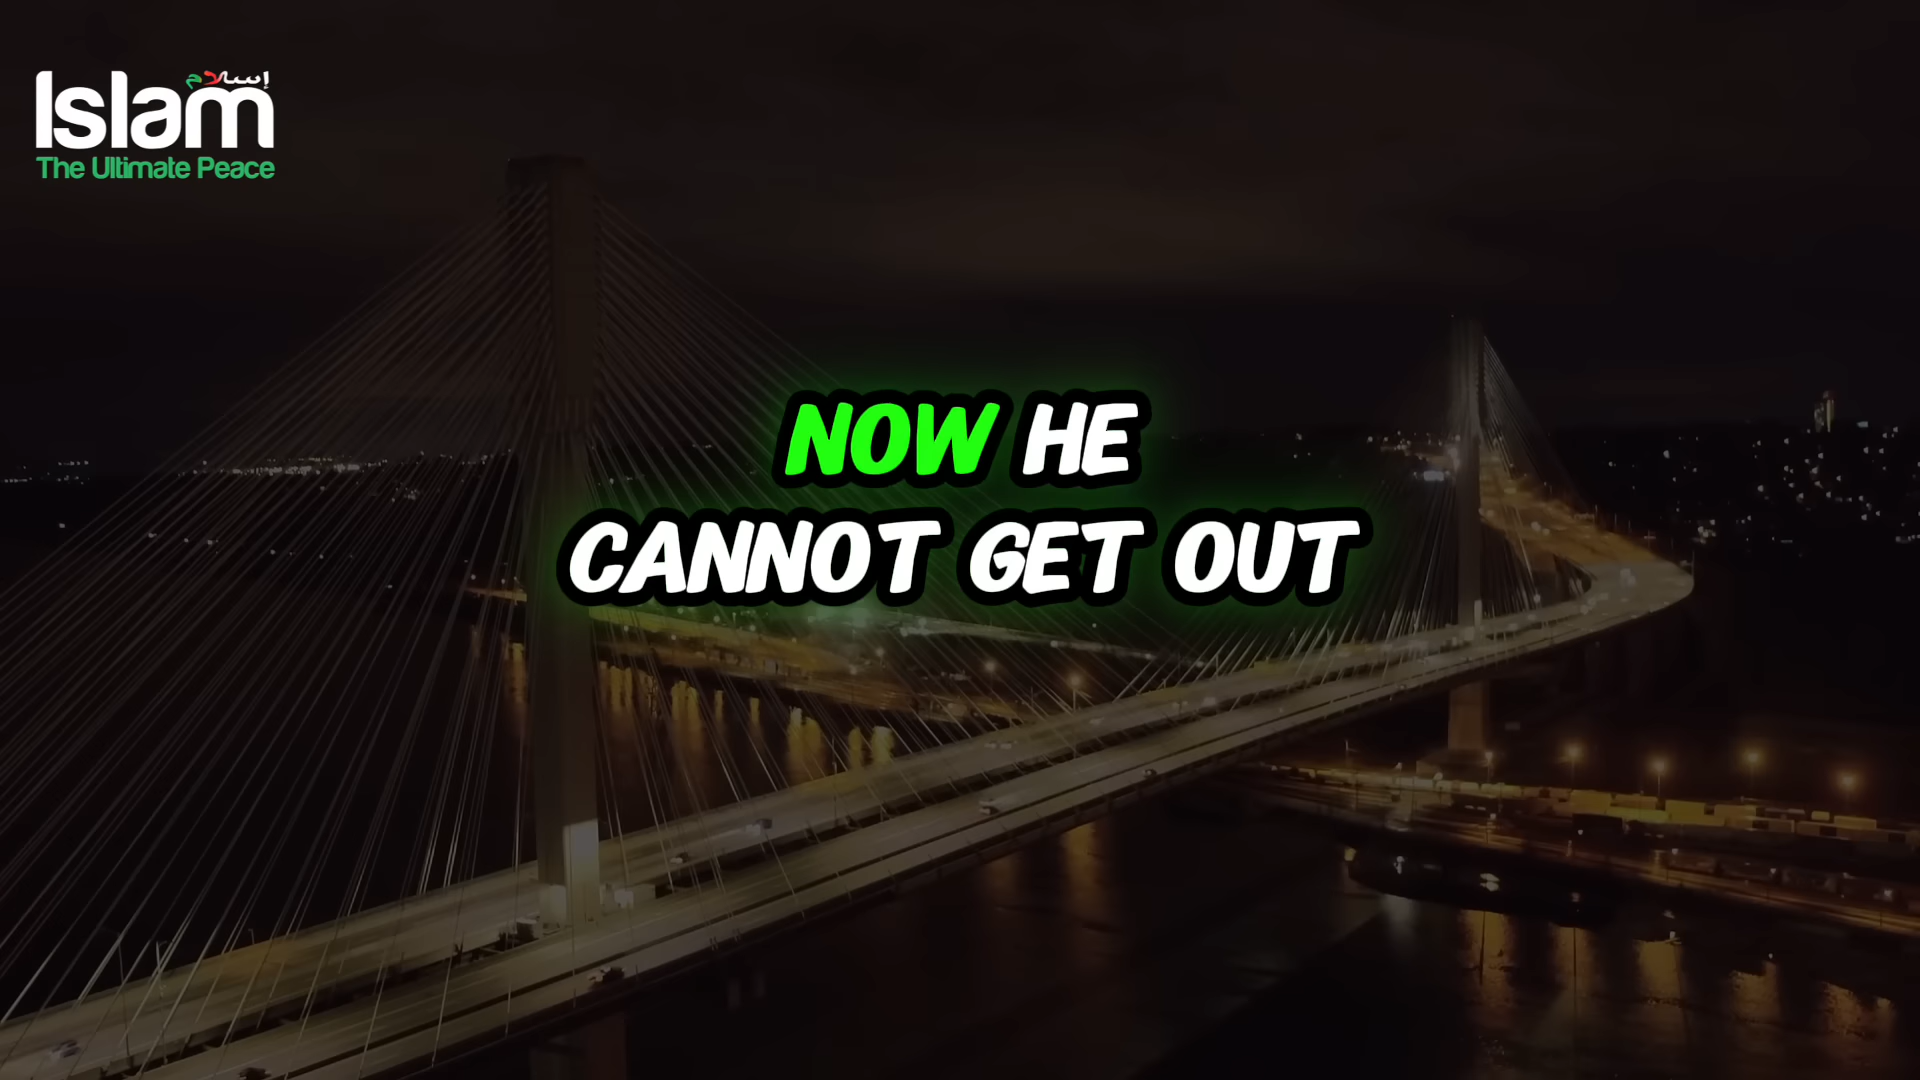 إسلام
Islam
The Ultimate Peace
NOW HE
CANNOT GET OUT